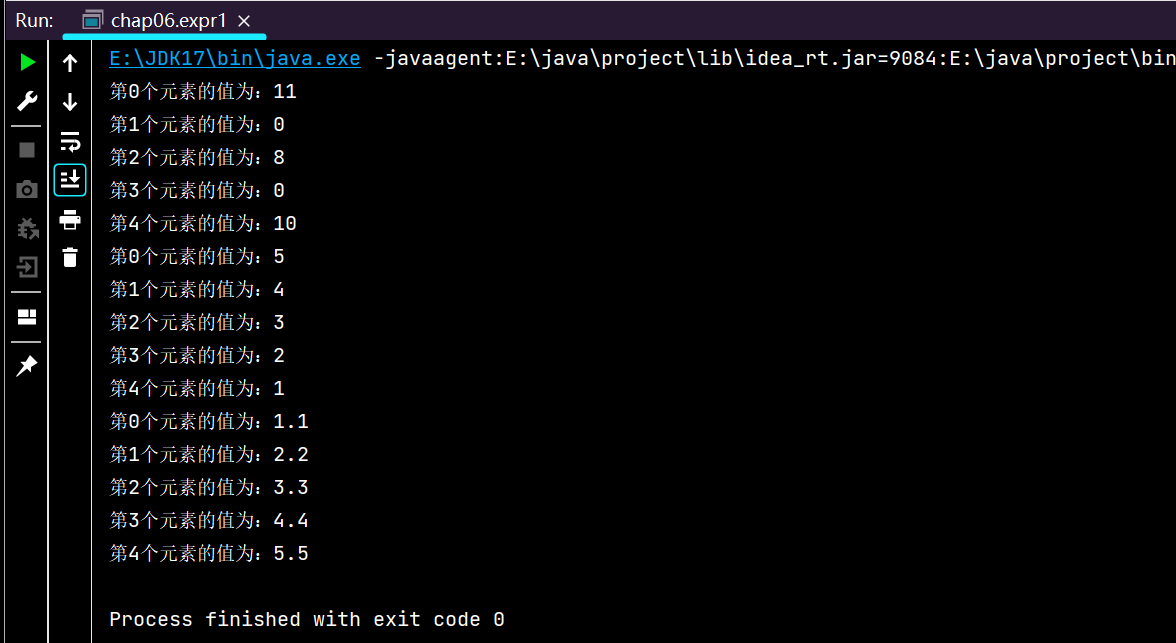 Run: chap06.expr1 ×
E:\JDK17\bin\java.exe -javaagent:E:\java\project\lib\idea_rt.jar=9084:E:\java\project\bin
第0个元素的值为：11
第1个元素的值为：0
第2个元素的值为：8
第3个元素的值为：0
第4个元素的值为：10
第0个元素的值为：5
第1个元素的值为：4
第2个元素的值为：3
第3个元素的值为：2
第4个元素的值为：1
第0个元素的值为：1.1
第1个元素的值为：2.2
第2个元素的值为：3.3
第3个元素的值为：4.4
第4个元素的值为：5.5
Process finished with exit code 0